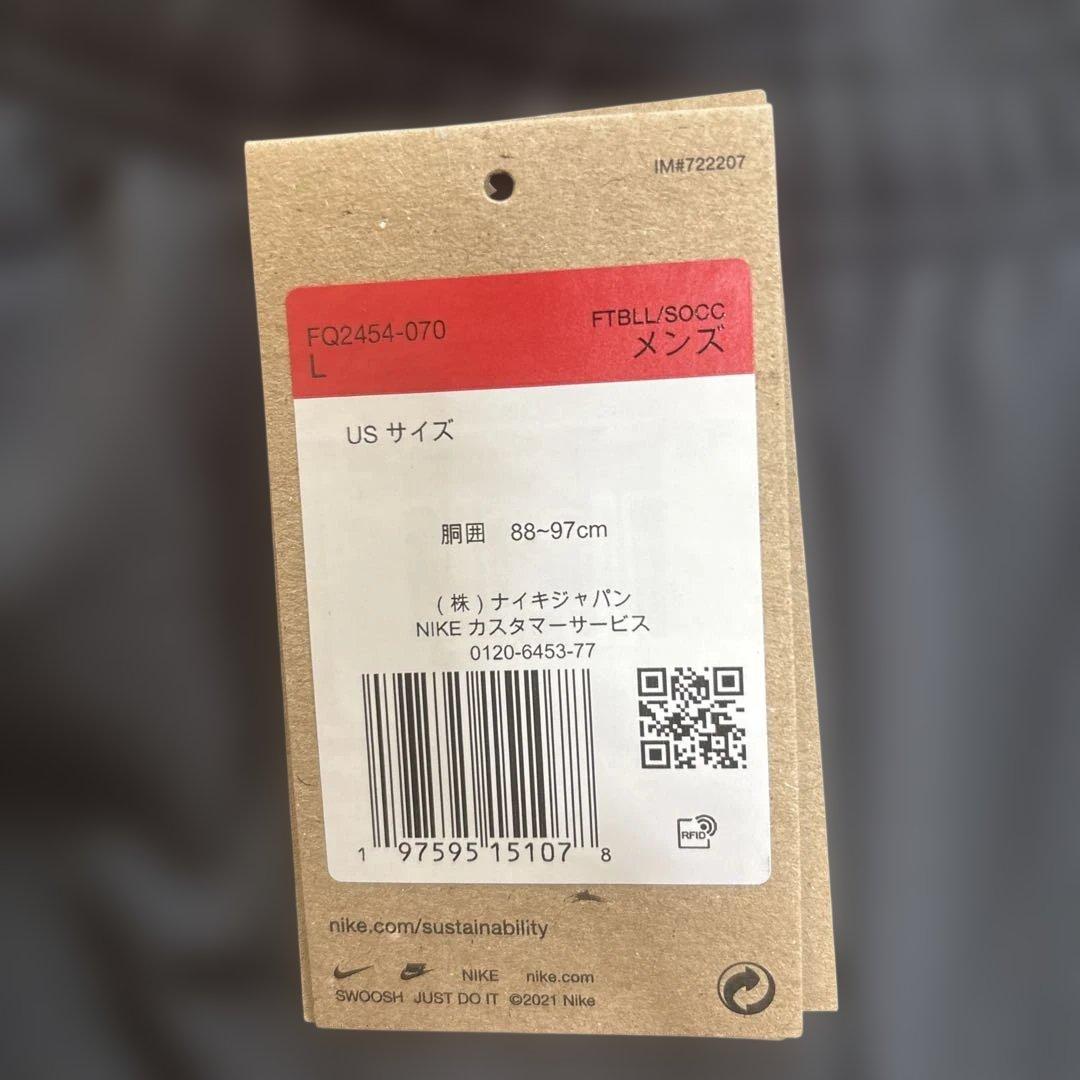 IM#722207
FQ2454-070
L
FTBLL/SOCC
メンズ
US サイズ
胴囲 88~97cm
(株)ナイキジャパン
NIKE カスタマーサービス
0120-6453-77
1 97595 15107 8
RFID
nike.com/sustainability
NIKE nike.com
SWOOSH JUST DO IT ©2021 Nike